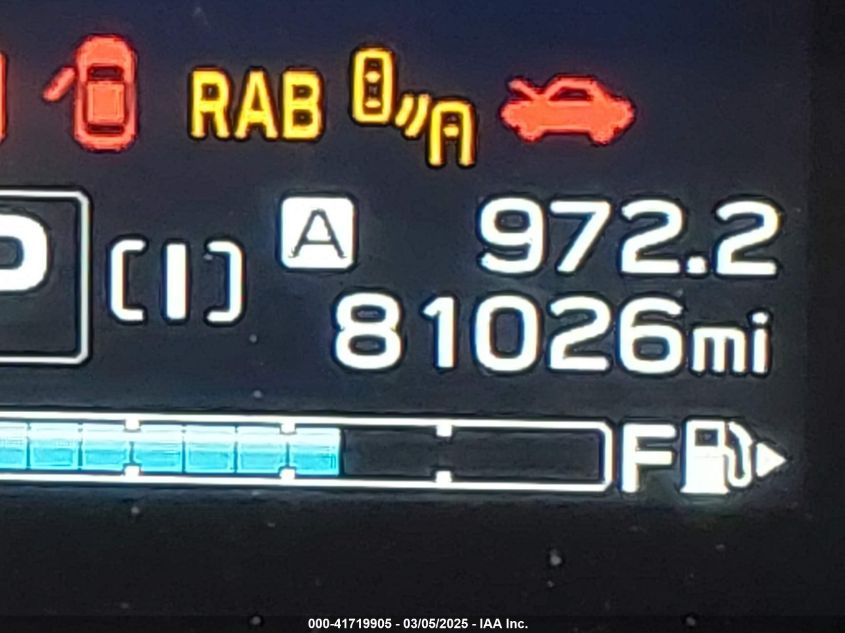 RAB
A 972.2
P 81026mi
F
000-41719905 - 03/05/2025 - IAA Inc.